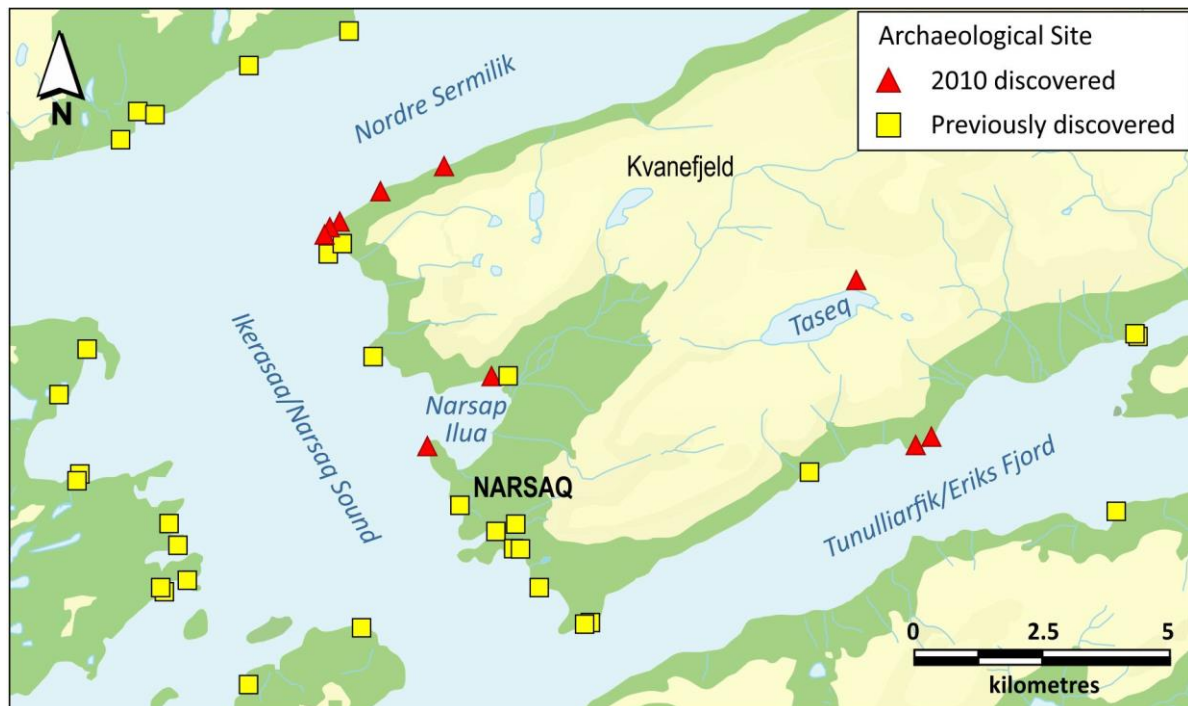 Archaeological Site
2010 discovered
Previously discovered
N
Nordre Sermilik
Kvanefjeld
Taseq
Ikerasaa/Narsaq Sound
Narsap
Ilua
NARSAQ
Tunulliarfik/Eriks Fjord
0 2.5 5
kilometres